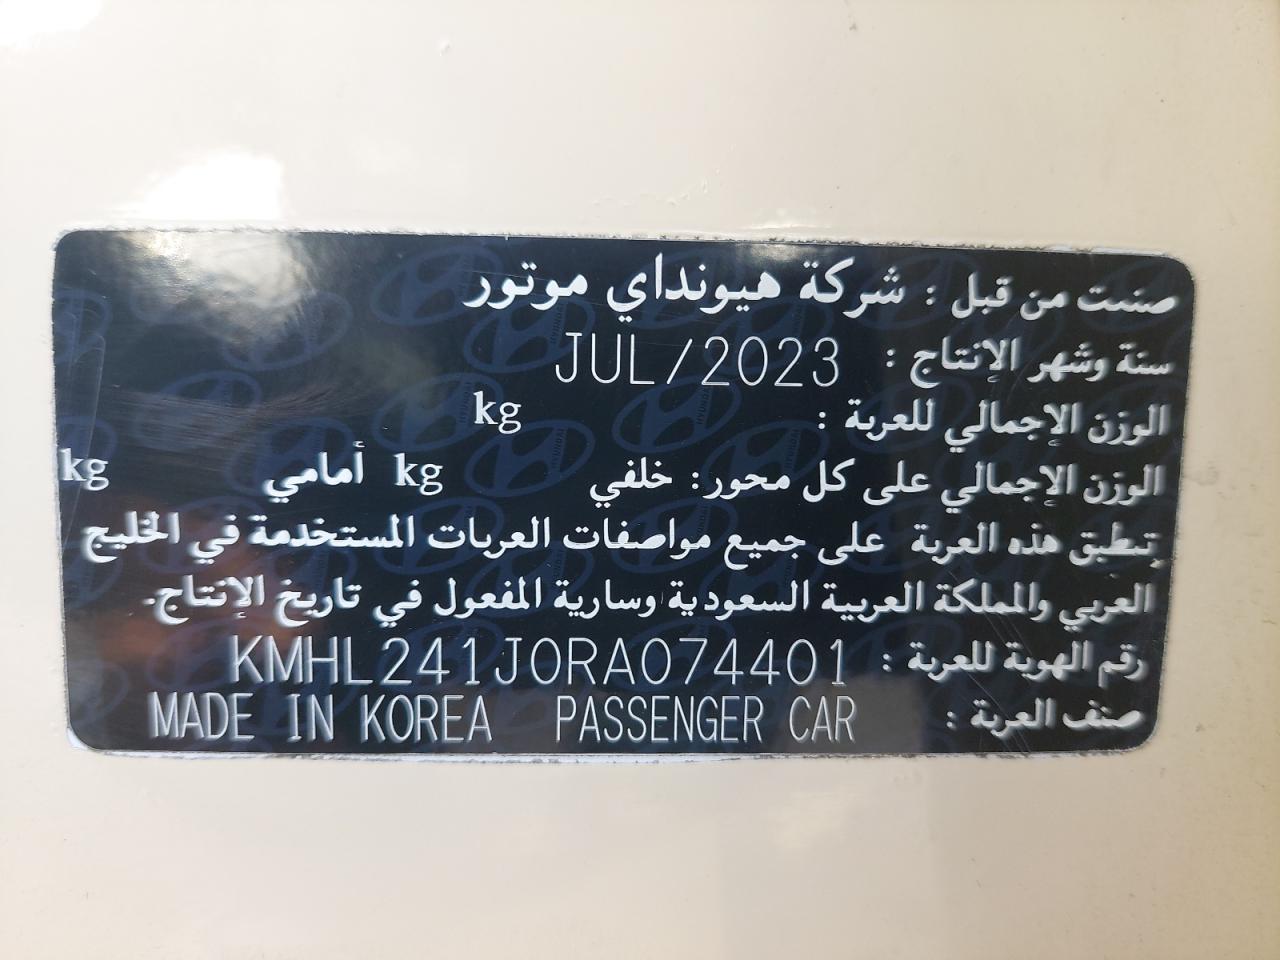 صنعت من قبل : شركة هيونداي موتور
سنة وشهر الإنتاج : JUL/2023
الوزن الإجمالي للعربة : kg
الوزن الإجمالي على كل محور: خلفي kg أمامي kg
تنطبق هذه العربة على جميع مواصفات العربات المستخدمة في الخليج
العربي والمملكة العربية السعودية وسارية المفعول في تاريخ الإنتاج.
رقم الهوية للعربة : KMHL241J0RA074401
صنف العربة : PASSENGER CAR MADE IN KOREA